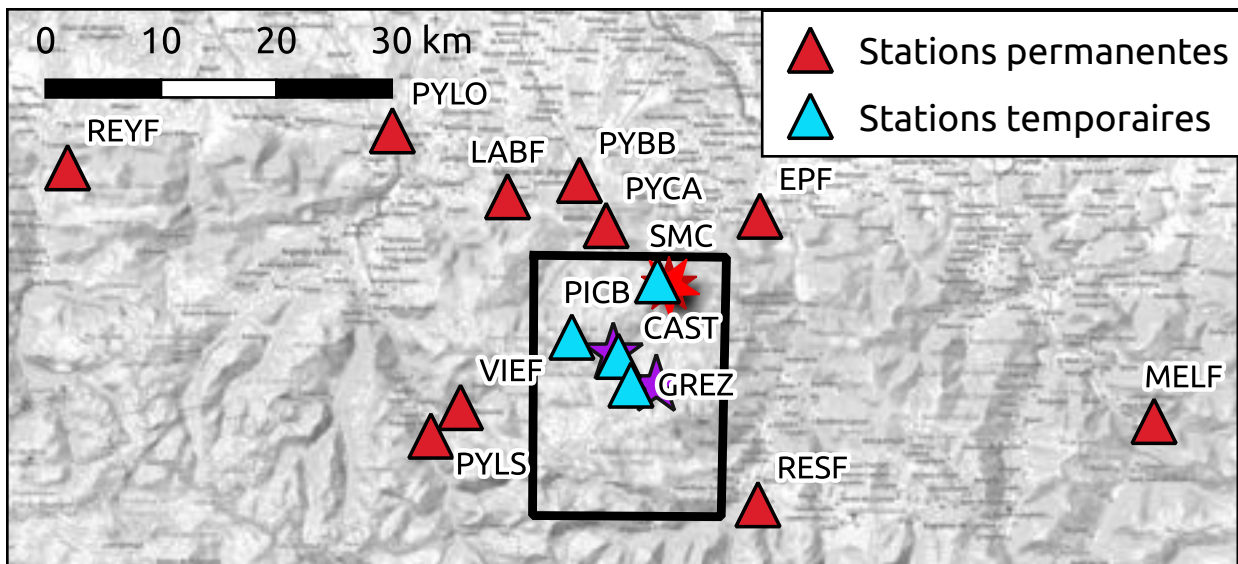 0 10 20 30 km
Stations permanentes
Stations temporaires
PYLO
REYF
LABF
PYBB
PYCA
EPF
SMC
PICB
CAST
VIEF
GREZ
MELF
PYLS
RESF